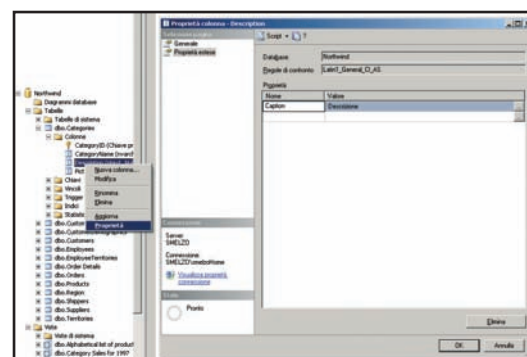 Northwind
Diagrammi database
Tabelle
Tabelle di sistema
dbo.Categories
Colonne
CategoryID (Chiave pr
CategoryName (nvarch
Chiavi
Vincoli
Trigger
Indici
Statistic
Nuova colonna...
Modifica
Rinomina
Elimina
Aggiorna
Proprietà
dbo.Customers
dbo.Employees
dbo.EmployeeTerritories
dbo.Order Details
dbo.Orders
dbo.Products
dbo.Region
dbo.Shippers
dbo.Suppliers
dbo.Territories
Viste
Viste di sistema
dbo.Alphabetical list of product
dbo.Category Sales for 1997
Proprietà colonna - Description
Selezione pagina
Generale
Proprietà estese
Script
?
Database:
Northwind
Regole di confronto:
Latin1_General_CI_AS
Proprietà
Nome
Valore
Caption
Descrizione
Connessione
Server:
SMELZO
Connessione:
Visualizza proprietà connessione
Stato
Pronto
Elimina
OK
Annulla